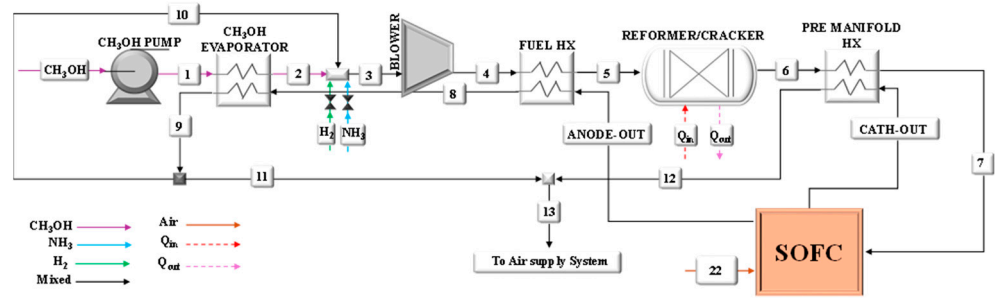 10
CH₃OH PUMP
CH₃OH
EVAPORATOR
BLOWER
FUEL HX
REFORMER/CRACKER
PRE MANIFOLD
HX
CH₃OH
1
2
3
4
5
6
8
9
H₂
NH₃
ANODE-OUT
Qin
Qout
CATH-OUT
7
11
12
13
To Air supply System
SOFC
22
CH₃OH
NH₃
H₂
Mixed
Air
Qin
Qout